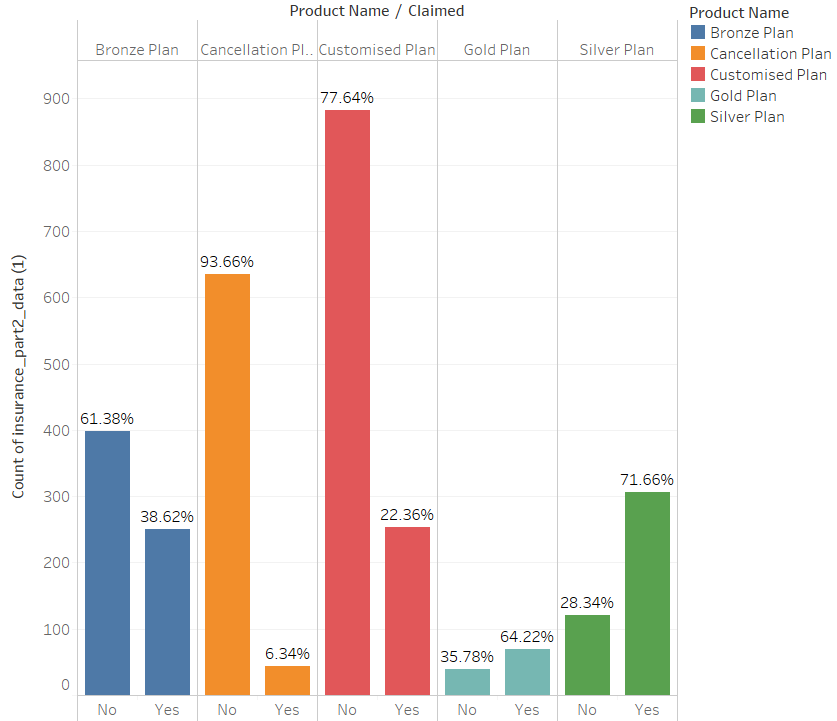 Product Name / Claimed
Product Name
Bronze Plan
Cancellation Plan
Customised Plan
Gold Plan
Silver Plan
Bronze Plan Cancellation Pl.. Customised Plan Gold Plan Silver Plan
Count of insurance_part2_data (1)
900
800
700
600
500
400
300
200
100
0
61.38%
38.62%
93.66%
6.34%
77.64%
22.36%
35.78%
64.22%
28.34%
71.66%
No Yes No Yes No Yes No Yes No Yes